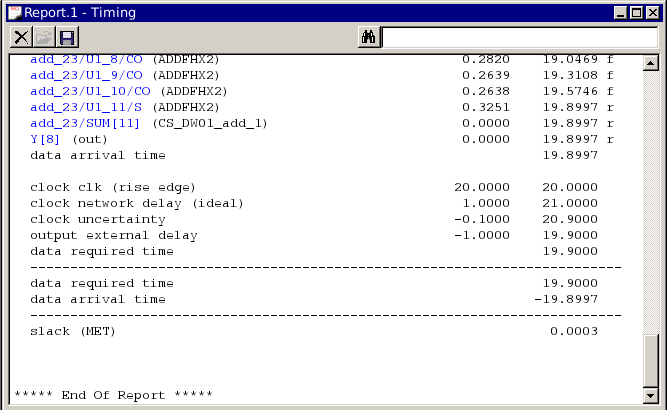 Report.1 - Timing
add_23/U1_8/CO (ADDFHX2) 0.2820 19.0469 f
add_23/U1_9/CO (ADDFHX2) 0.2639 19.3108 f
add_23/U1_10/CO (ADDFHX2) 0.2638 19.5746 f
add_23/U1_11/S (ADDFHX2) 0.3251 19.8997 r
add_23/SUM[11] (CS_DW01_add_1) 0.0000 19.8997 r
Y[8] (out) 0.0000 19.8997 r
data arrival time 19.8997
clock clk (rise edge) 20.0000 20.0000
clock network delay (ideal) 1.0000 21.0000
clock uncertainty -0.1000 20.9000
output external delay -1.0000 19.9000
data required time 19.9000
--------------------------------------------------------------------------
data required time 19.9000
data arrival time -19.8997
--------------------------------------------------------------------------
slack (MET) 0.0003
***** End Of Report *****